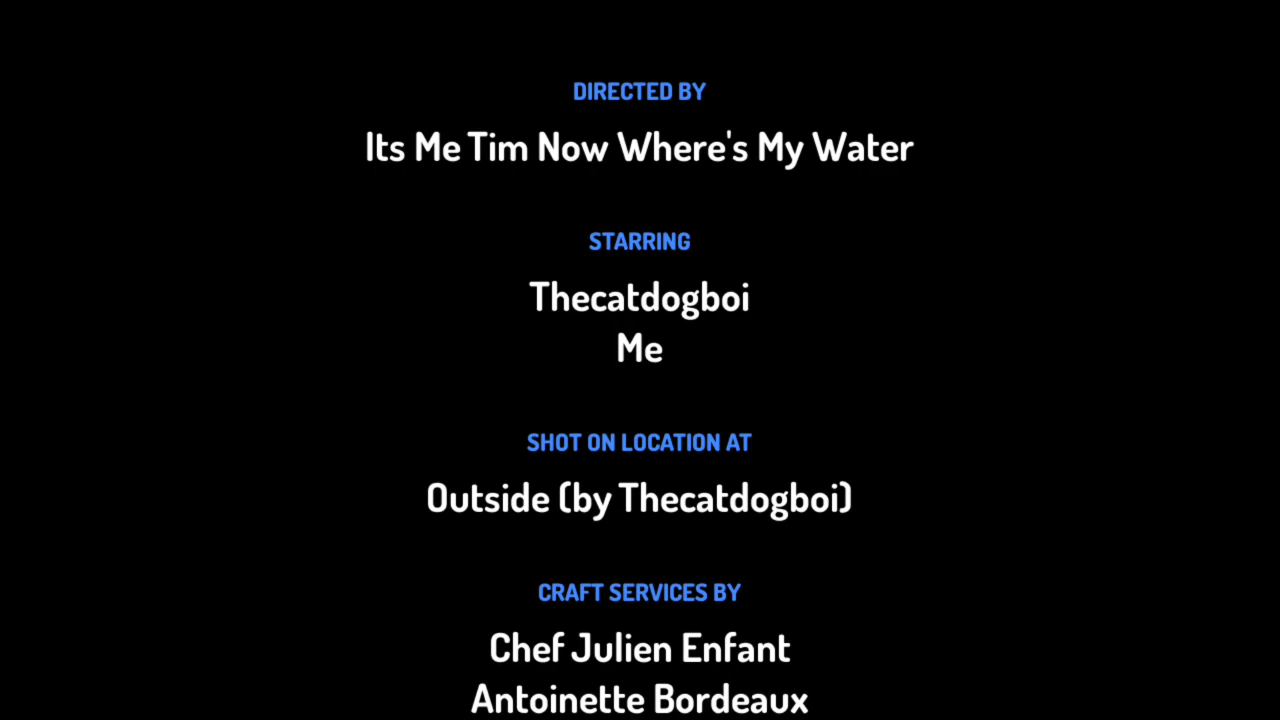 DIRECTED BY
Its Me Tim Now Where's My Water
STARRING
Thecatdogboi
Me
SHOT ON LOCATION AT
Outside (by Thecatdogboi)
CRAFT SERVICES BY
Chef Julien Enfant
Antoinette Bordeaux